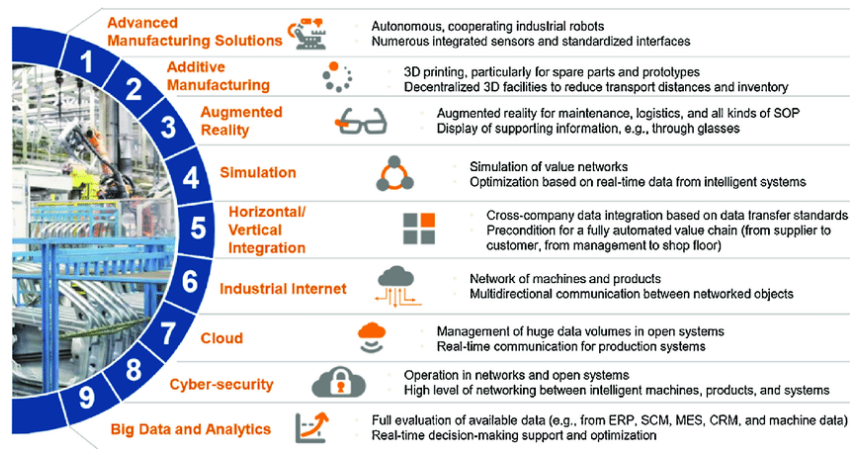 1
Advanced
Manufacturing Solutions
Autonomous, cooperating industrial robots
Numerous integrated sensors and standardized interfaces
2
Additive
Manufacturing
3D printing, particularly for spare parts and prototypes
Decentralized 3D facilities to reduce transport distances and inventory
3
Augmented
Reality
Augmented reality for maintenance, logistics, and all kinds of SOP
Display of supporting information, e.g., through glasses
4
Simulation
Simulation of value networks
Optimization based on real-time data from intelligent systems
5
Horizontal/
Vertical
Integration
Cross-company data integration based on data transfer standards
Precondition for a fully automated value chain (from supplier to
customer, from management to shop floor)
6
Industrial Internet
Network of machines and products
Multidirectional communication between networked objects
7
Cloud
Management of huge data volumes in open systems
Real-time communication for production systems
8
Cyber-security
Operation in networks and open systems
High level of networking between intelligent machines, products, and systems
9
Big Data and Analytics
Full evaluation of available data (e.g., from ERP, SCM, MES, CRM, and machine data)
Real-time decision-making support and optimization